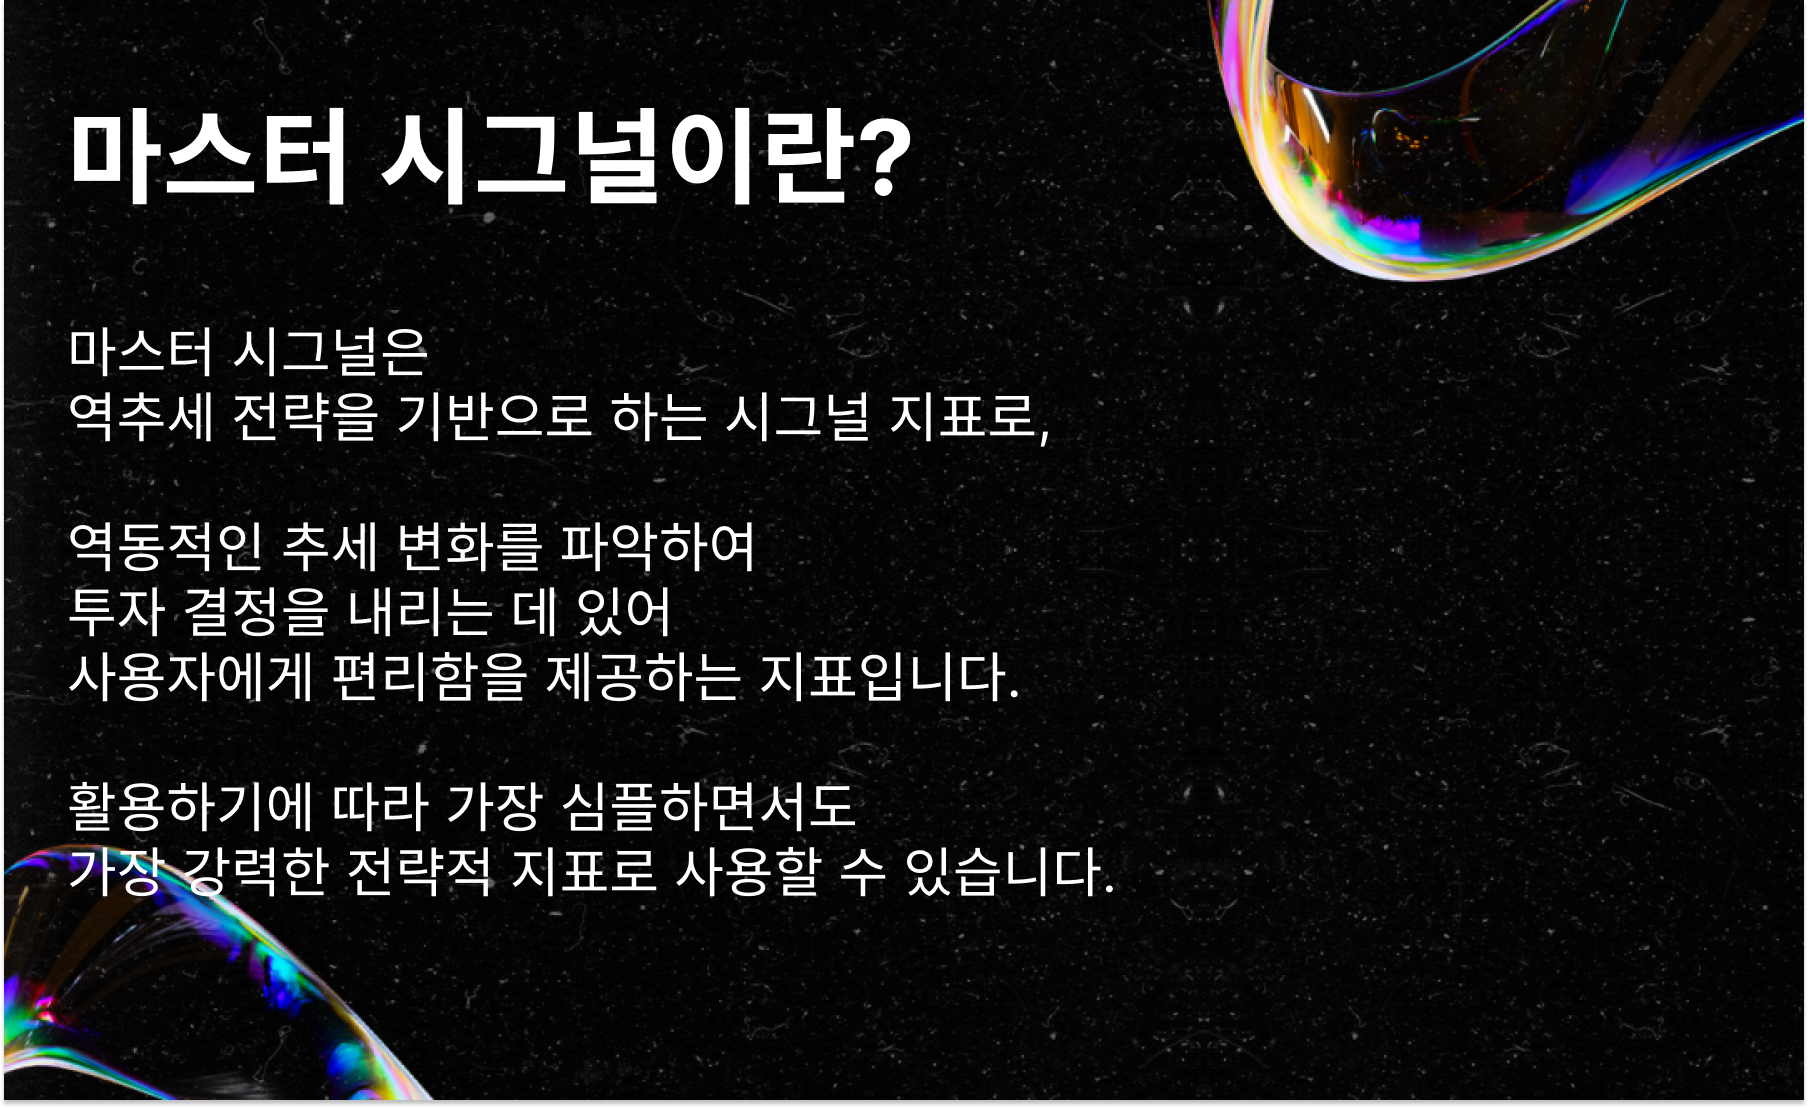 마스터 시그널이란?
마스터 시그널은
역추세 전략을 기반으로 하는 시그널 지표로,
역동적인 추세 변화를 파악하여
투자 결정을 내리는 데 있어
사용자에게 편리함을 제공하는 지표입니다.
활용하기에 따라 가장 심플하면서도
가장 강력한 전략적 지표로 사용할 수 있습니다.